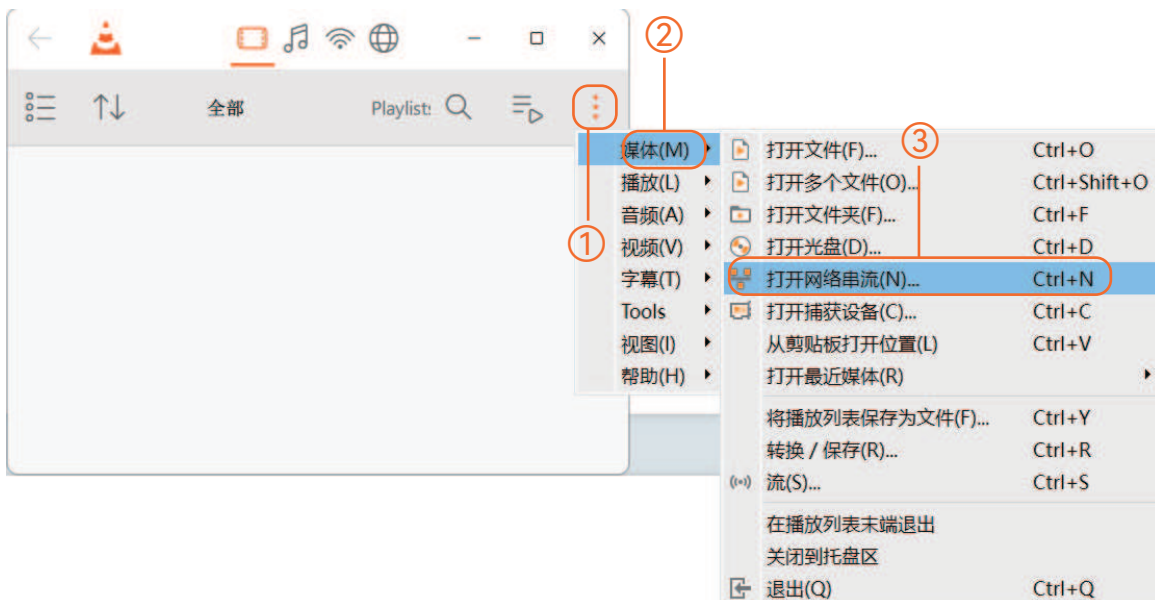 ②
全部 Playlist:
③
媒体(M) 打开文件(F)... Ctrl+O
播放(L) 打开多个文件(O)... Ctrl+Shift+O
音频(A) 打开文件夹(F)... Ctrl+F
①
视频(V) 打开光盘(D)... Ctrl+D
字幕(T) 打开网络串流(N)... Ctrl+N
Tools 打开捕获设备(C)... Ctrl+C
视图(I) 从剪贴板打开位置(L) Ctrl+V
帮助(H) 打开最近媒体(R)
将播放列表保存为文件(F)... Ctrl+Y
转换 / 保存(R)... Ctrl+R
流(S)... Ctrl+S
在播放列表末端退出
关闭到托盘区
退出(Q) Ctrl+Q